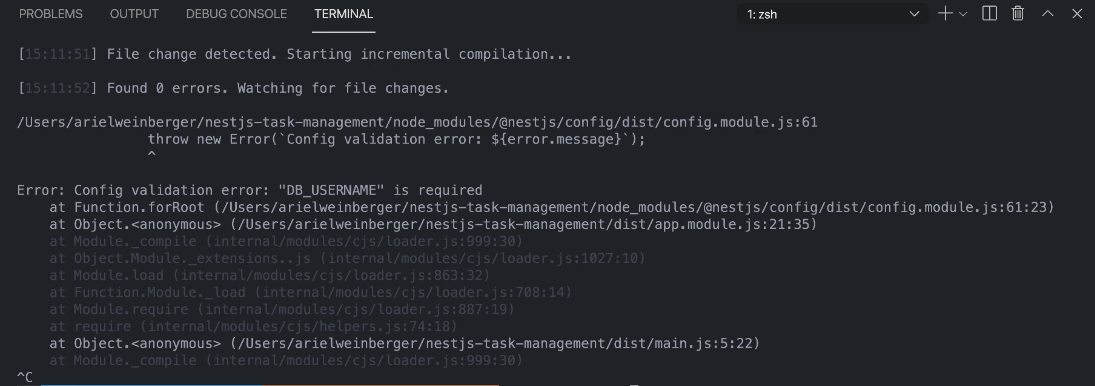 PROBLEMS OUTPUT DEBUG CONSOLE TERMINAL 1: zsh
[15:11:51] File change detected. Starting incremental compilation...
[15:11:52] Found 0 errors. Watching for file changes.
/Users/arielweinberger/nestjs-task-management/node_modules/@nestjs/config/dist/config.module.js:61
throw new Error(`Config validation error: ${error.message}`);
^
Error: Config validation error: "DB_USERNAME" is required
at Function.forRoot (/Users/arielweinberger/nestjs-task-management/node_modules/@nestjs/config/dist/config.module.js:61:23)
at Object.<anonymous> (/Users/arielweinberger/nestjs-task-management/dist/app.module.js:21:35)
at Module._compile (internal/modules/cjs/loader.js:999:30)
at Object.Module._extensions..js (internal/modules/cjs/loader.js:1027:10)
at Module.load (internal/modules/cjs/loader.js:863:32)
at Function.Module._load (internal/modules/cjs/loader.js:708:14)
at Module.require (internal/modules/cjs/loader.js:887:19)
at require (internal/modules/cjs/helpers.js:74:18)
at Object.<anonymous> (/Users/arielweinberger/nestjs-task-management/dist/main.js:5:22)
at Module._compile (internal/modules/cjs/loader.js:999:30)
^C